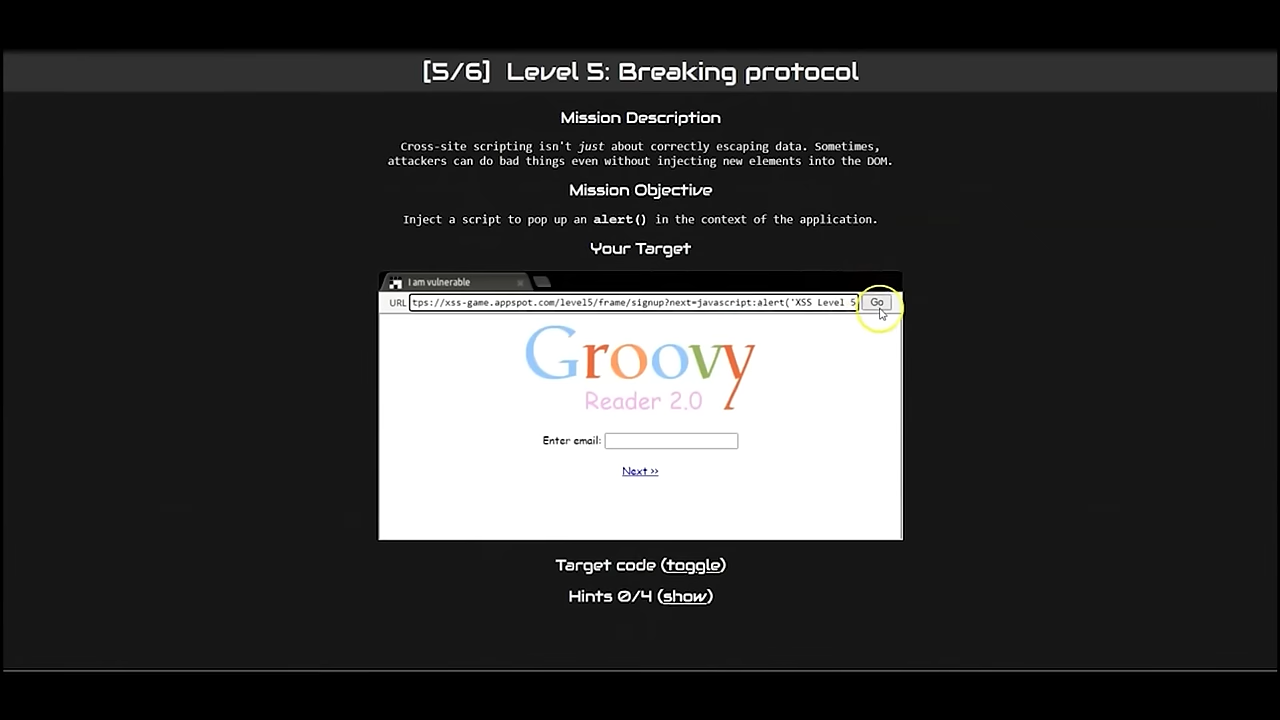 [5/6] Level 5: Breaking protocol
Mission Description
Cross-site scripting isn't just about correctly escaping data. Sometimes,
attackers can do bad things even without injecting new elements into the DOM.
Mission Objective
Inject a script to pop up an alert() in the context of the application.
Your Target
I am vulnerable
URL tps://xss-game.appspot.com/level5/frame/signup?next=javascript:alert('XSS Level 5 Go
Groovy
Reader 2.0
Enter email:
Next >>
Target code (toggle)
Hints 0/4 (show)